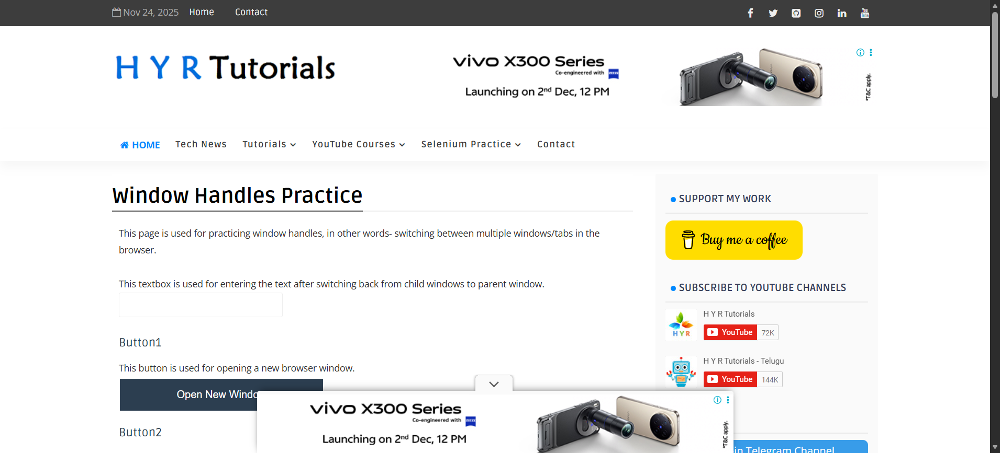 Nov 24, 2025 Home Contact
You Tube
H Y R Tutorials
vivo X300 Series
Co-engineered with ZEISS
Launching on 2nd Dec, 12 PM
*T&C apply.
HOME Tech News Tutorials YouTube Courses Selenium Practice Contact
Window Handles Practice
This page is used for practicing window handles, in other words- switching between multiple windows/tabs in the
browser.
This textbox is used for entering the text after switching back from child windows to parent window.
Button1
This button is used for opening a new browser window.
Open New Windo
Button2
SUPPORT MY WORK
Buy me a coffee
SUBSCRIBE TO YOUTUBE CHANNELS
H Y R Tutorials
HYR
YouTube 72K
H Y R Tutorials - Telugu
YouTube 144K
in Telegram Channel
vivo X300 Series
Co-engineered with ZEISS
Launching on 2nd Dec, 12 PM
*T&C apply.